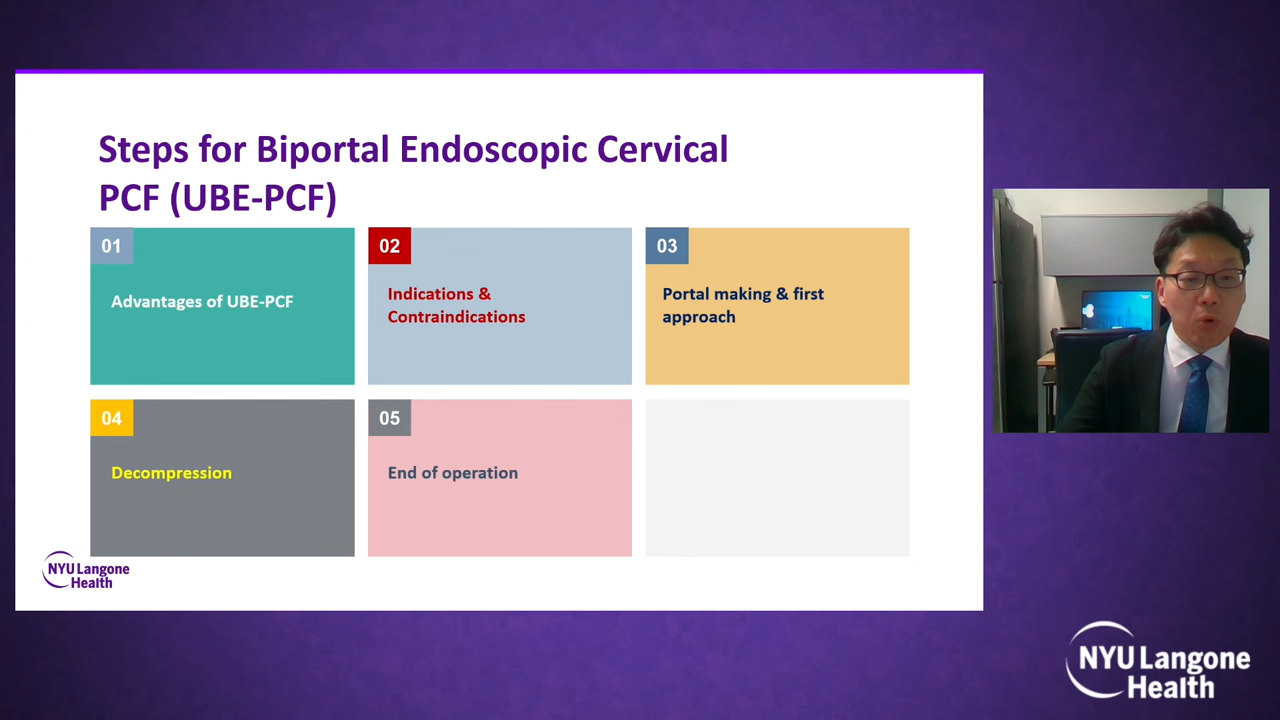 Steps for Biportal Endoscopic Cervical
PCF (UBE-PCF)
01
Advantages of UBE-PCF
02
Indications &
Contraindications
03
Portal making & first
approach
04
Decompression
05
End of operation
NYU Langone
Health
NYU Langone
Health